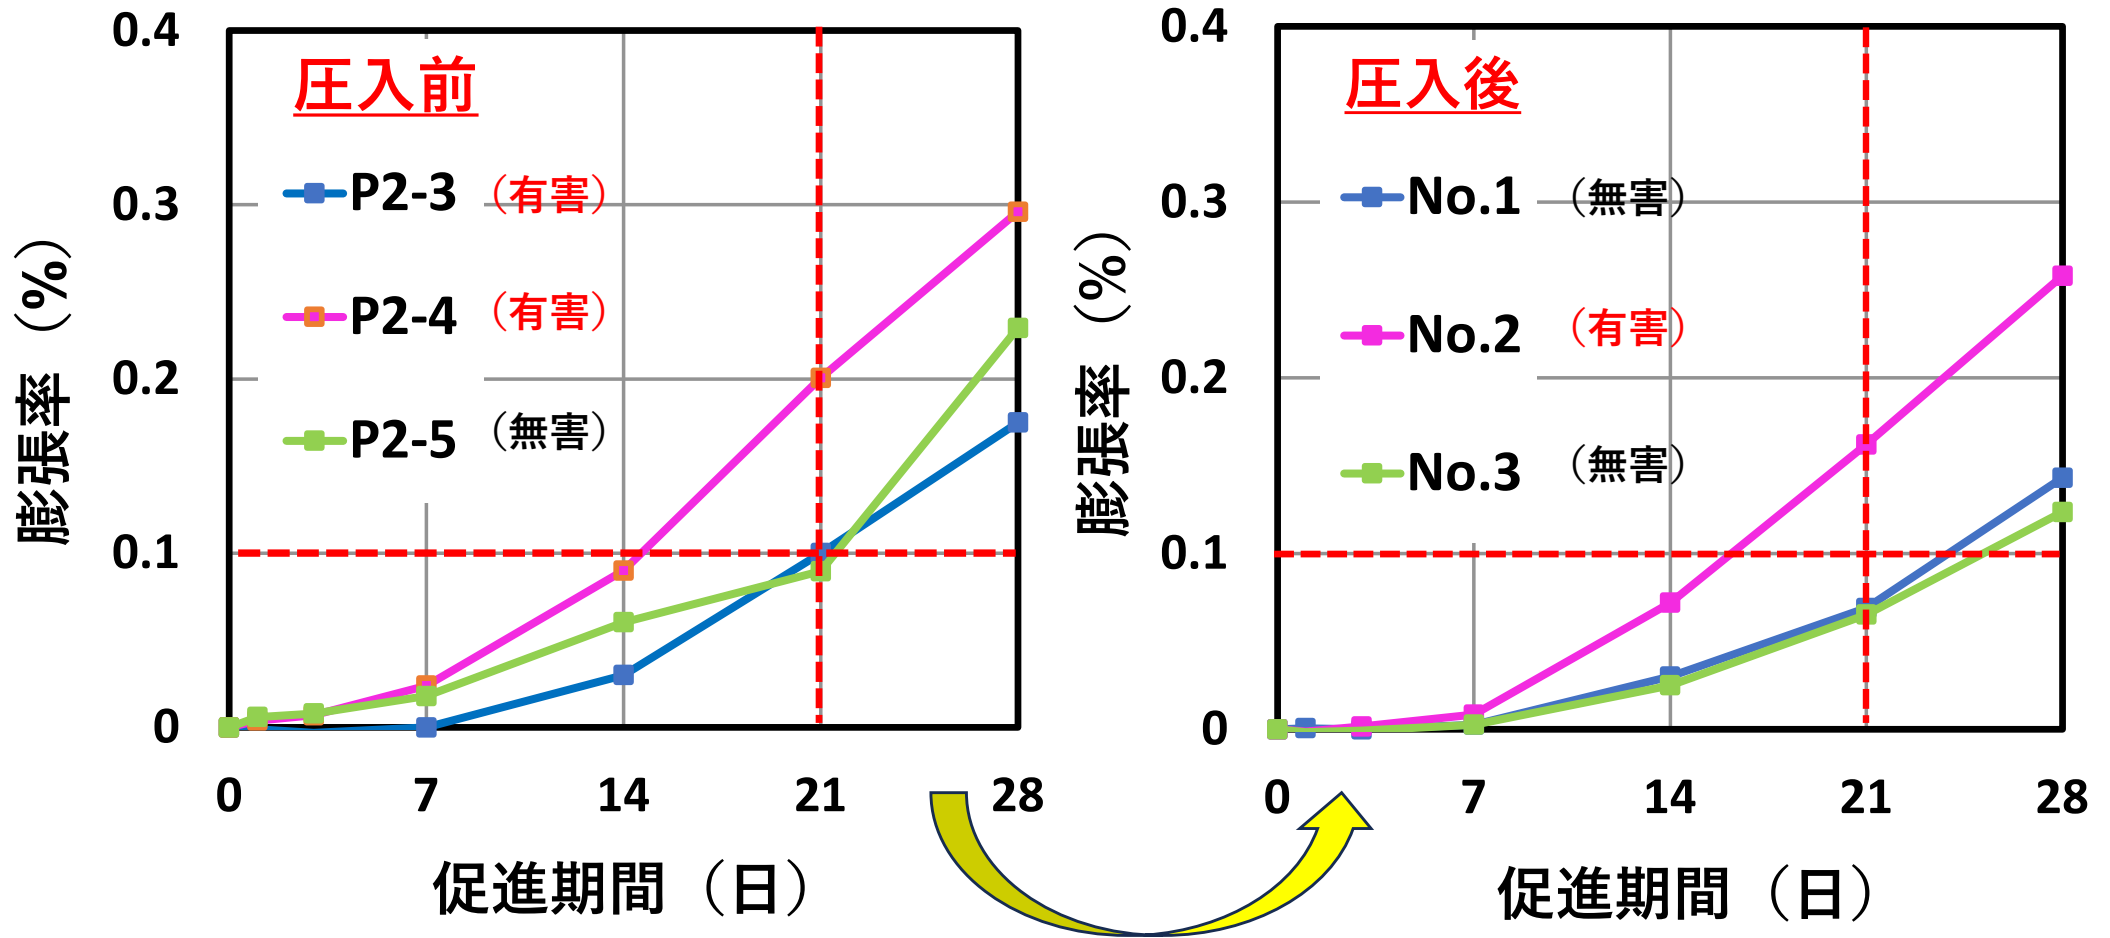 圧入前
膨張率（%）
0.4
0.3
0.2
0.1
0
P2-3（有害）
P2-4（有害）
P2-5（無害）
0 7 14 21 28
促進期間（日）
圧入後
膨張率（%）
0.4
0.3
0.2
0.1
0
No.1（無害）
No.2（有害）
No.3（無害）
0 7 14 21 28
促進期間（日）